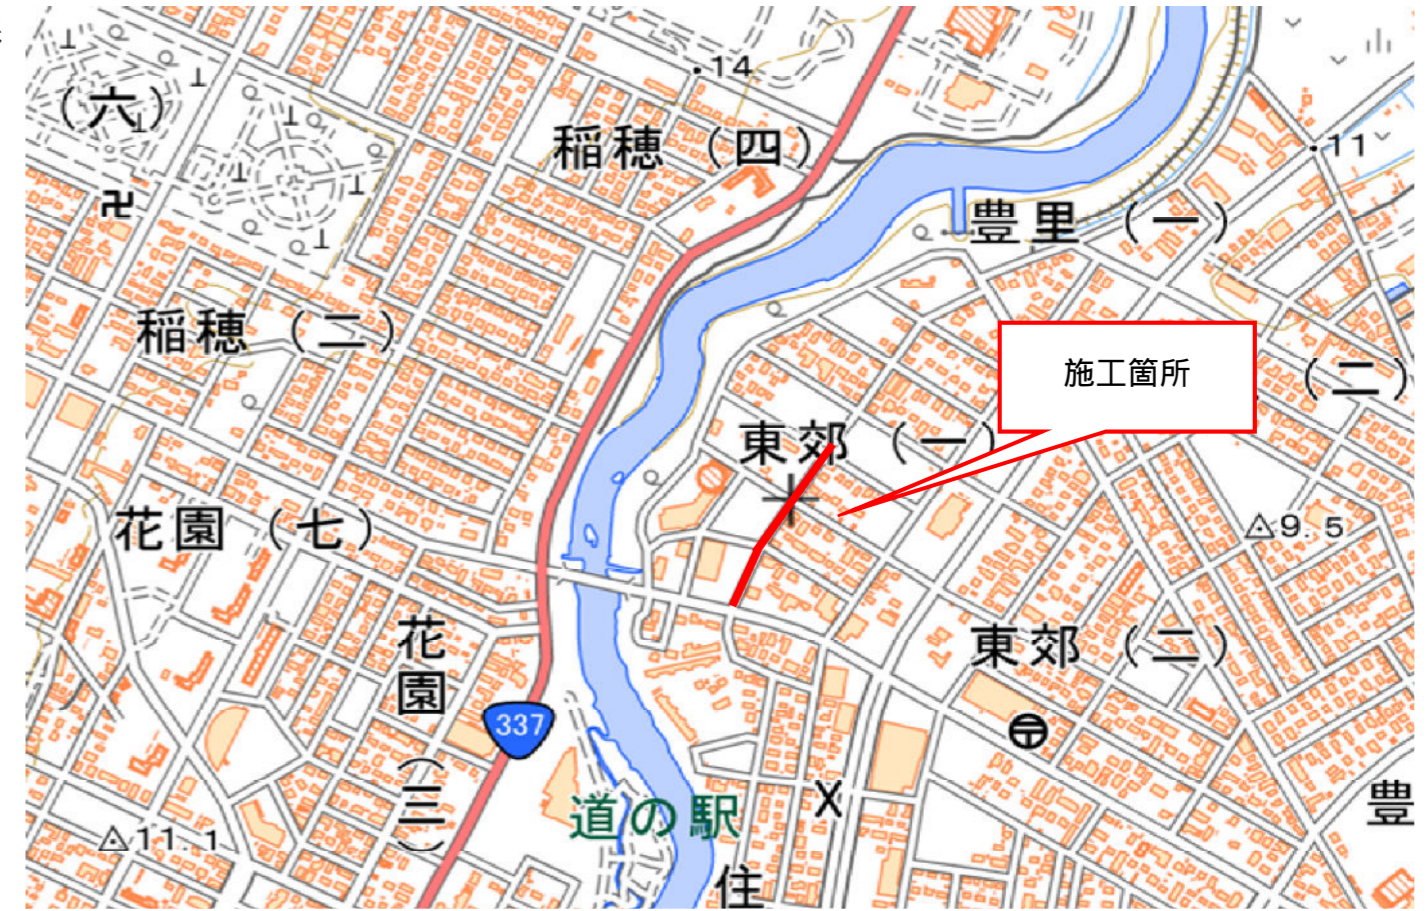 14
(六)
稲穂(四)
11
豊里(一)
稲穂(二)
施工箇所
(二)
東郊(一)
花園(七)
9.5
花園(三)
東郊(二)
337
道の駅
豊
11.1
住